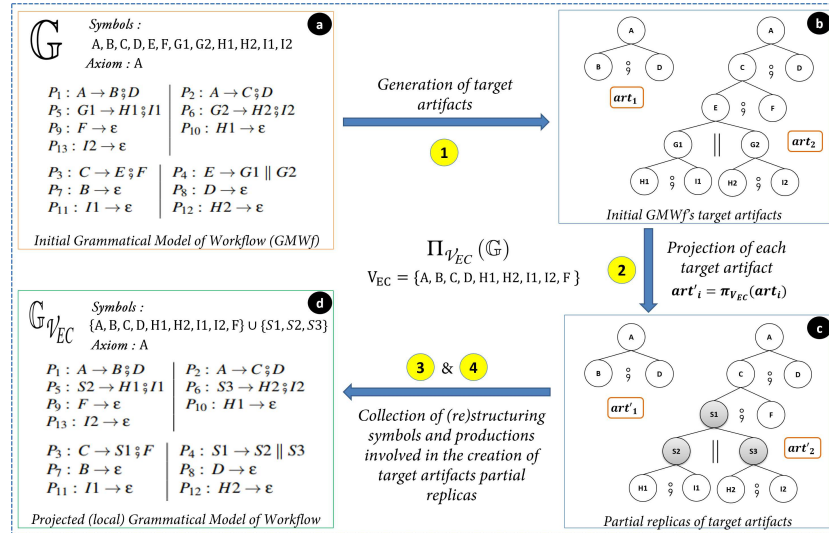 a
𝔾
Symbols :
A, B, C, D, E, F, G1, G2, H1, H2, I1, I2
Axiom : A
P1 : A → B⨟D
P2 : A → C⨟D
P5 : G1 → H1⨟I1
P6 : G2 → H2⨟I2
P9 : F → ε
P10 : H1 → ε
P13 : I2 → ε
P3 : C → E⨟F
P4 : E → G1 ∥ G2
P7 : B → ε
P8 : D → ε
P11 : I1 → ε
P12 : H2 → ε
Initial Grammatical Model of Workflow (GMWf)
Generation of target
artifacts
1
b
A
A
B ⨟ D
C ⨟ D
art1
E ⨟ F
G1 || G2
art2
H1 ⨟ I1
H2 ⨟ I2
Initial GMWf's target artifacts
Π𝒱EC (𝔾)
VEC = {A, B, C, D, H1, H2, I1, I2, F }
2
Projection of each
target artifact
art'i = πVEC(arti)
c
A
A
B ⨟ D
C ⨟ D
art'1
S1 ⨟ F
S2 || S3
art'2
H1 ⨟ I1
H2 ⨟ I2
Partial replicas of target artifacts
3 & 4
Collection of (re)structuring
symbols and productions
involved in the creation of
target artifacts partial
replicas
d
𝔾𝒱EC
Symbols :
{A, B, C, D, H1, H2, I1, I2, F} ∪ {S1, S2, S3}
Axiom : A
P1 : A → B⨟D
P2 : A → C⨟D
P5 : S2 → H1⨟I1
P6 : S3 → H2⨟I2
P9 : F → ε
P10 : H1 → ε
P13 : I2 → ε
P3 : C → S1⨟F
P4 : S1 → S2 ∥ S3
P7 : B → ε
P8 : D → ε
P11 : I1 → ε
P12 : H2 → ε
Projected (local) Grammatical Model of Workflow